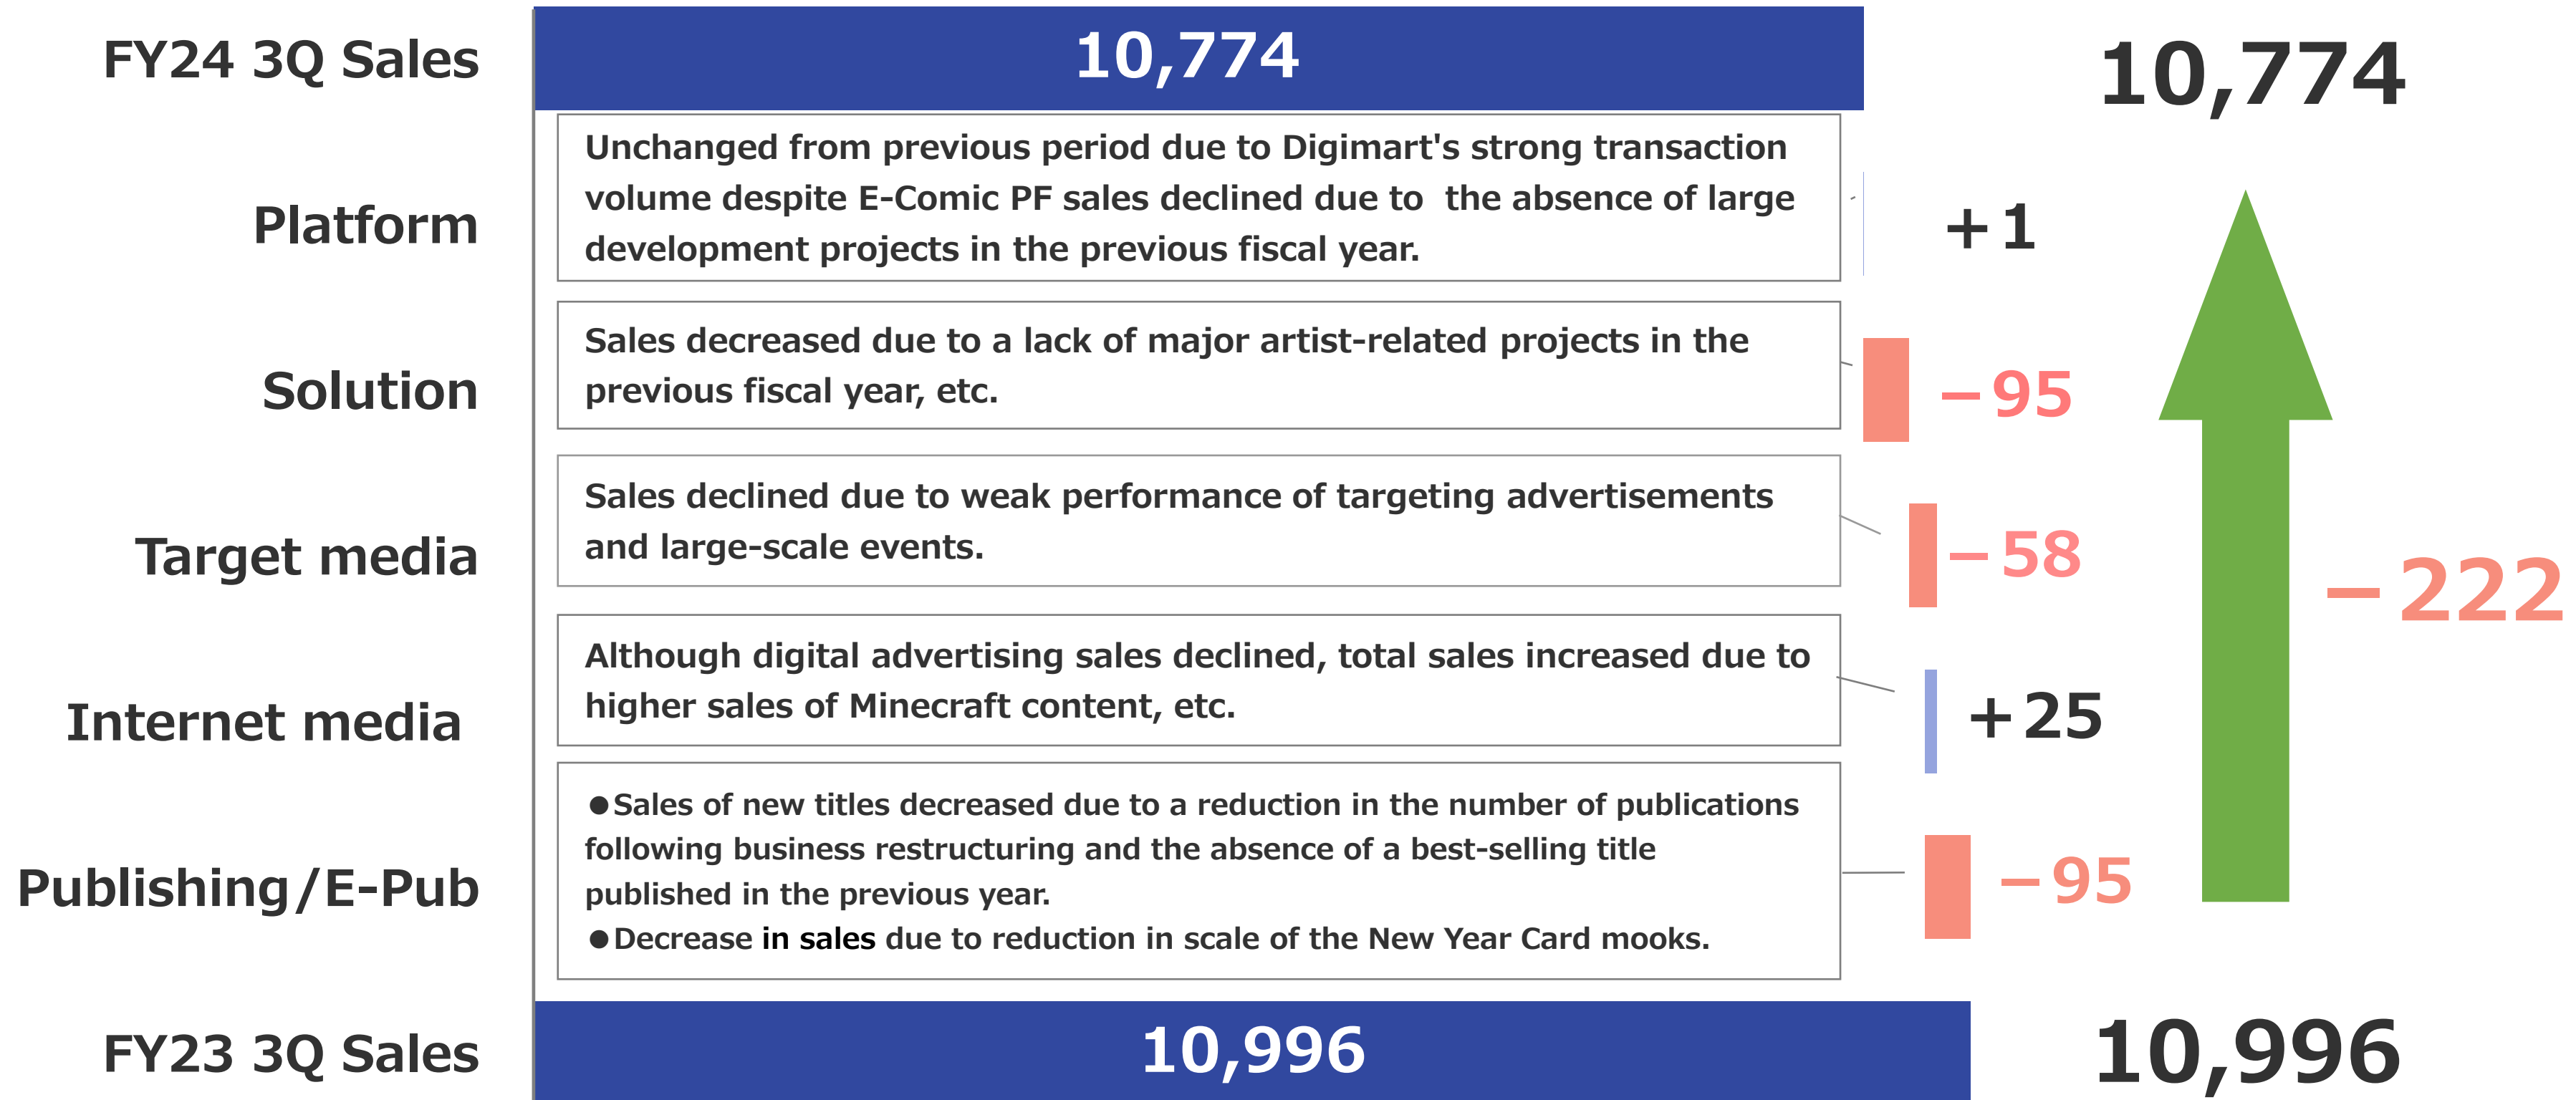 FY24 3Q Sales
10,774
10,774
Platform
Unchanged from previous period due to Digimart's strong transaction
volume despite E-Comic PF sales declined due to  the absence of large
development projects in the previous fiscal year.
+1
Solution
Sales decreased due to a lack of major artist-related projects in the
previous fiscal year, etc.
−95
Target media
Sales declined due to weak performance of targeting advertisements
and large-scale events.
−58
−222
Internet media
Although digital advertising sales declined, total sales increased due to
higher sales of Minecraft content, etc.
+25
Publishing/E-Pub
●Sales of new titles decreased due to a reduction in the number of publications
following business restructuring and the absence of a best-selling title
published in the previous year.
●Decrease in sales due to reduction in scale of the New Year Card mooks.
−95
FY23 3Q Sales
10,996
10,996